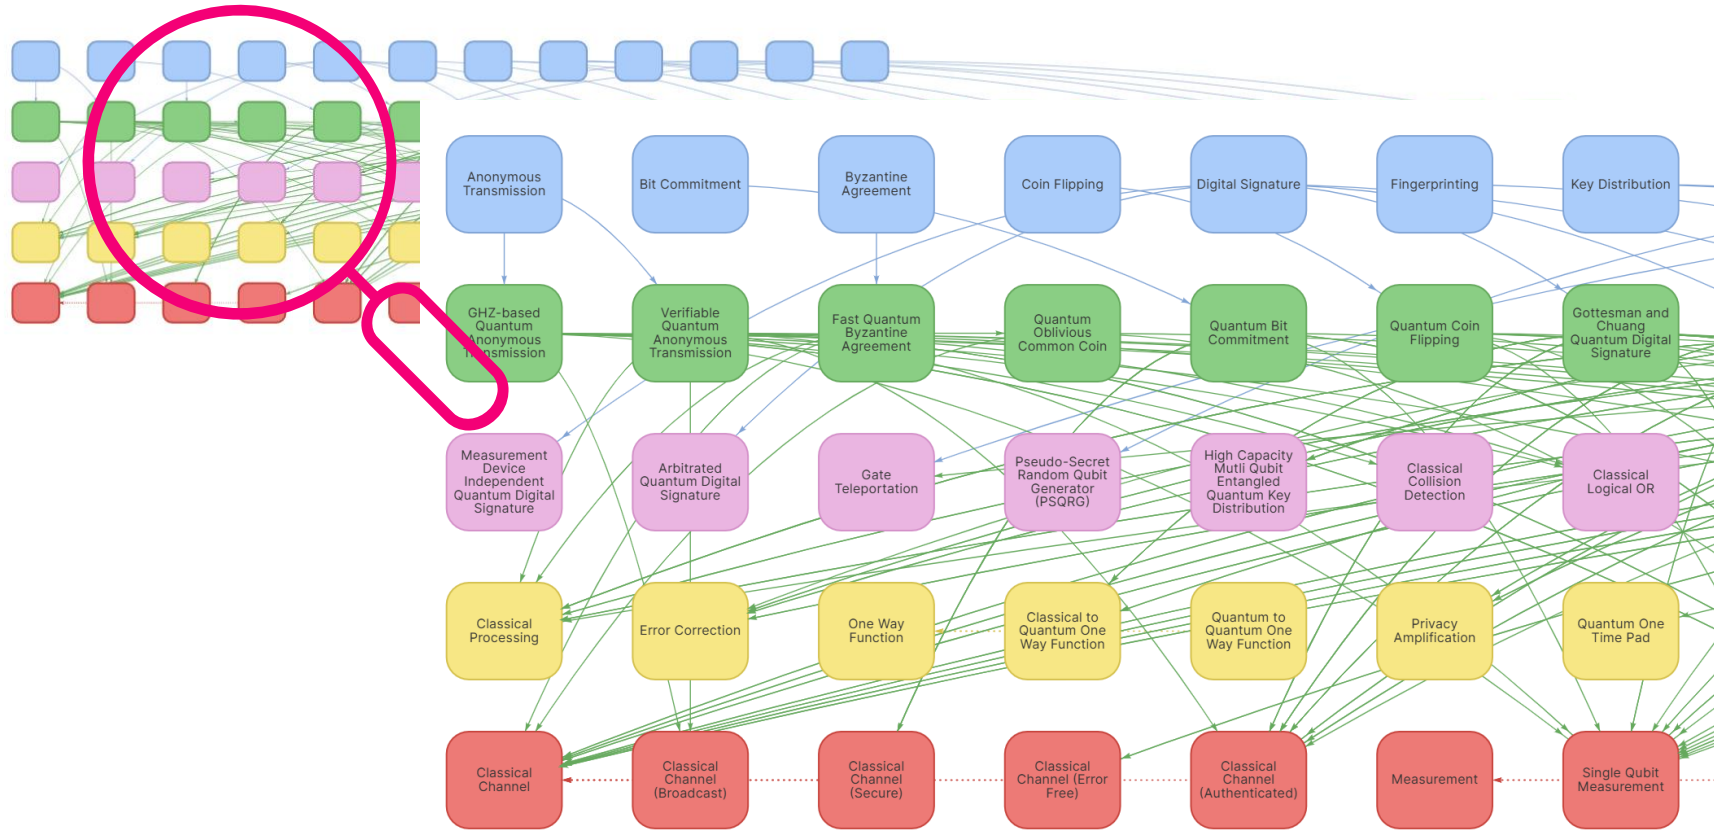 Anonymous
Transmission
Bit Commitment
Byzantine
Agreement
Coin Flipping
Digital Signature
Fingerprinting
Key Distribution
GHZ-based
Quantum
Anonymous
Transmission
Verifiable
Quantum
Anonymous
Transmission
Fast Quantum
Byzantine
Agreement
Quantum
Oblivious
Common Coin
Quantum Bit
Commitment
Quantum Coin
Flipping
Gottesman and
Chuang
Quantum Digital
Signature
Measurement
Device
Independent
Quantum Digital
Signature
Arbitrated
Quantum Digital
Signature
Gate
Teleportation
Pseudo-Secret
Random Qubit
Generator
(PSQRG)
High Capacity
Mutli Qubit
Entangled
Quantum Key
Distribution
Classical
Collision
Detection
Classical
Logical OR
Classical
Processing
Error Correction
One Way
Function
Classical to
Quantum One
Way Function
Quantum to
Quantum One
Way Function
Privacy
Amplification
Quantum One
Time Pad
Classical
Channel
Classical
Channel
(Broadcast)
Classical
Channel
(Secure)
Classical
Channel (Error
Free)
Classical
Channel
(Authenticated)
Measurement
Single Qubit
Measurement